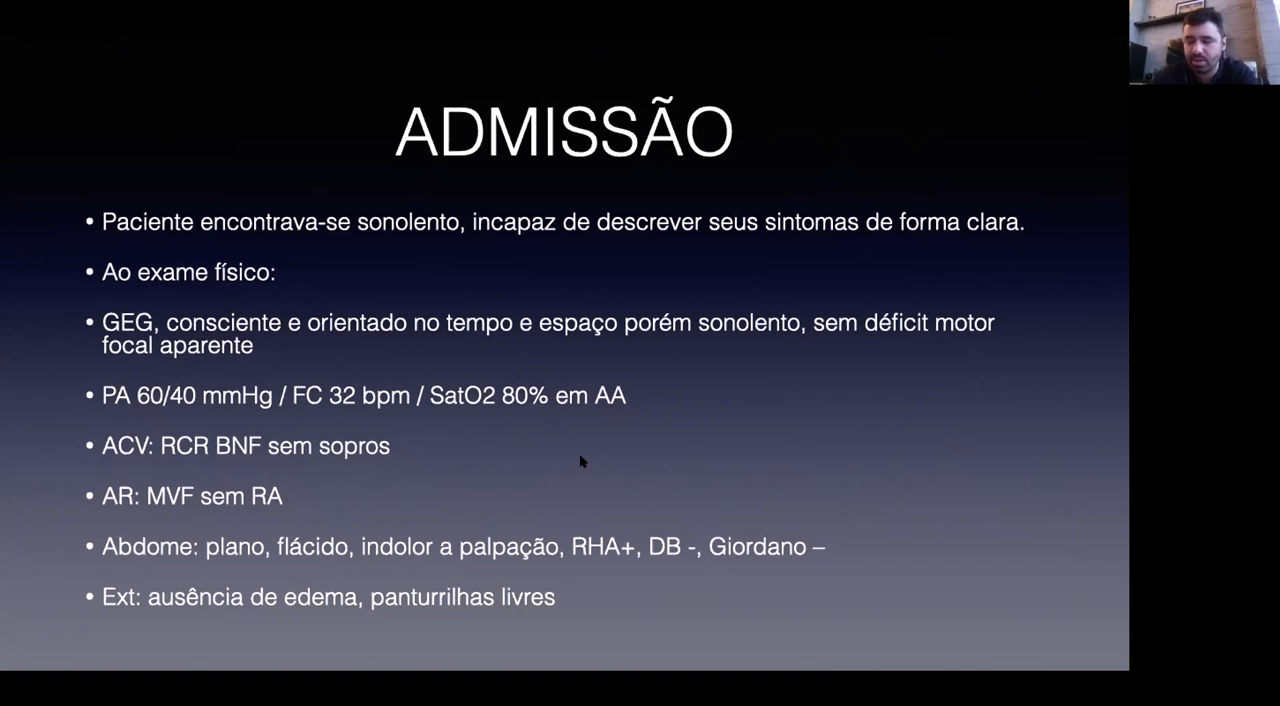 ADMISSÃO
• Paciente encontrava-se sonolento, incapaz de descrever seus sintomas de forma clara.
• Ao exame físico:
• GEG, consciente e orientado no tempo e espaço porém sonolento, sem déficit motor
focal aparente
• PA 60/40 mmHg / FC 32 bpm / SatO2 80% em AA
• ACV: RCR BNF sem sopros
• AR: MVF sem RA
• Abdome: plano, flácido, indolor a palpação, RHA+, DB -, Giordano –
• Ext: ausência de edema, panturrilhas livres